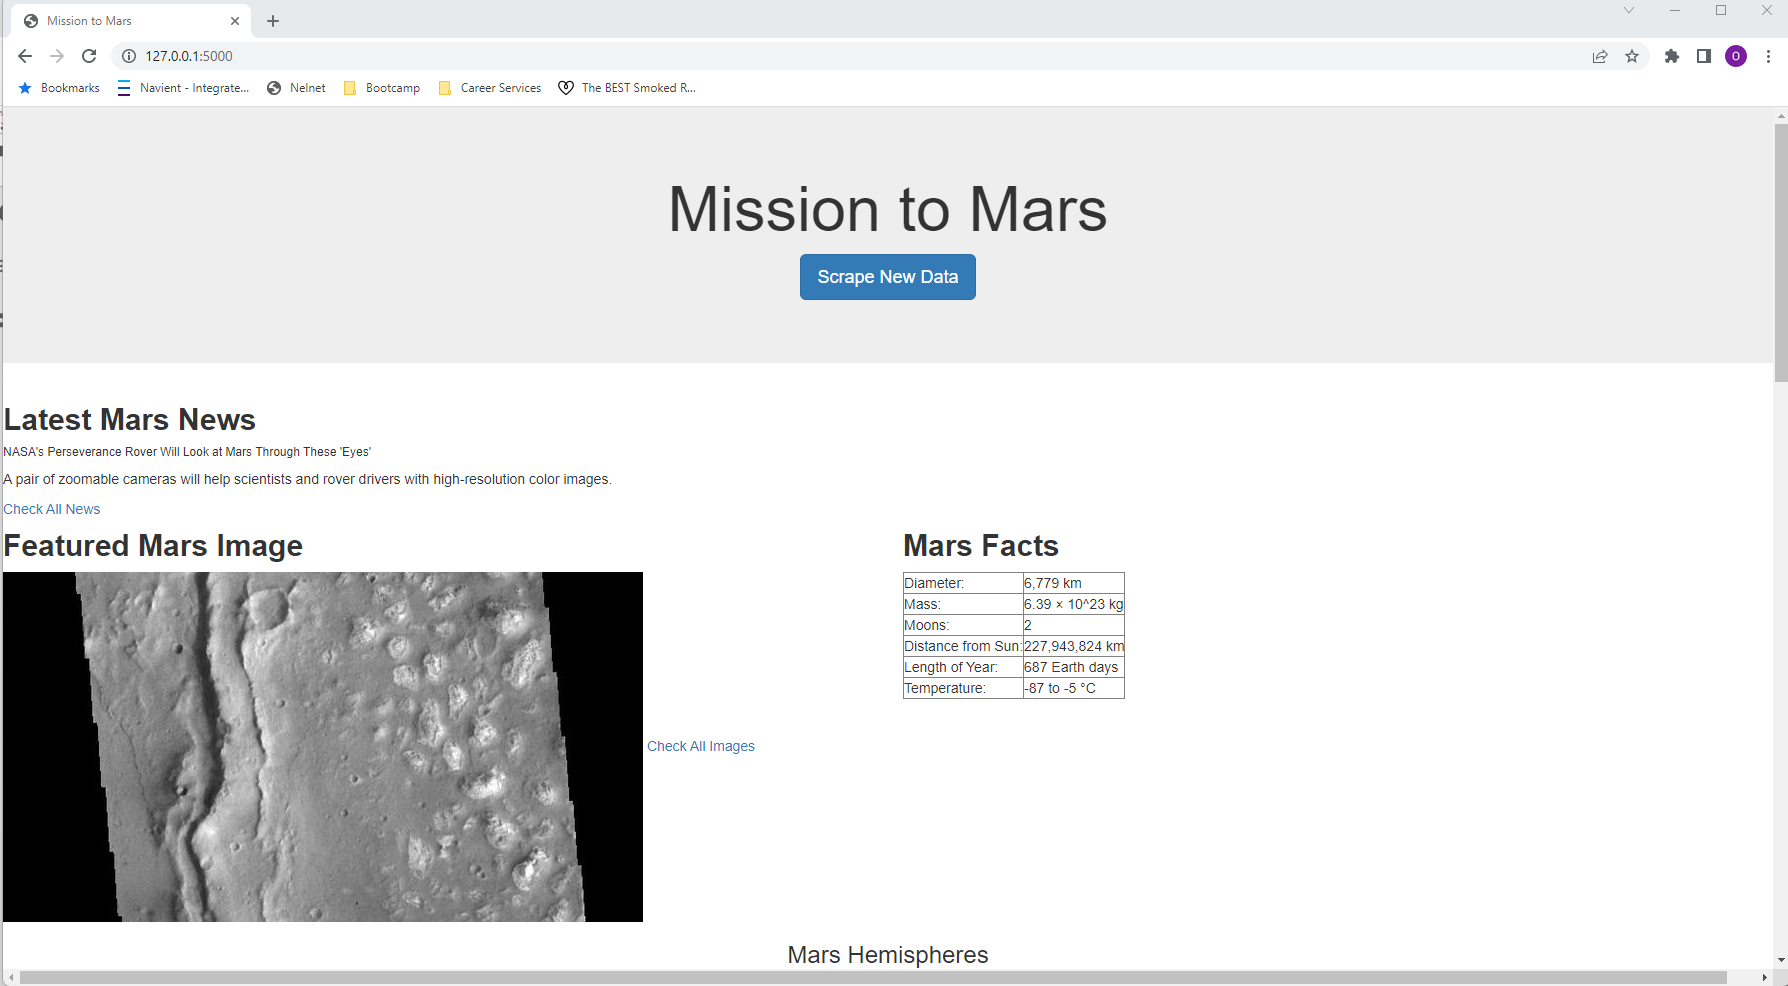 Mission to Mars
127.0.0.1:5000
O
Bookmarks
Navient - Integrate...
Nelnet
Bootcamp
Career Services
The BEST Smoked R...
Mission to Mars
Scrape New Data
Latest Mars News
NASA's Perseverance Rover Will Look at Mars Through These 'Eyes'
A pair of zoomable cameras will help scientists and rover drivers with high-resolution color images.
Check All News
Featured Mars Image
Check All Images
Mars Facts
Diameter: 6,779 km
Mass: 6.39 × 10^23 kg
Moons: 2
Distance from Sun: 227,943,824 km
Length of Year: 687 Earth days
Temperature: -87 to -5 °C
Mars Hemispheres